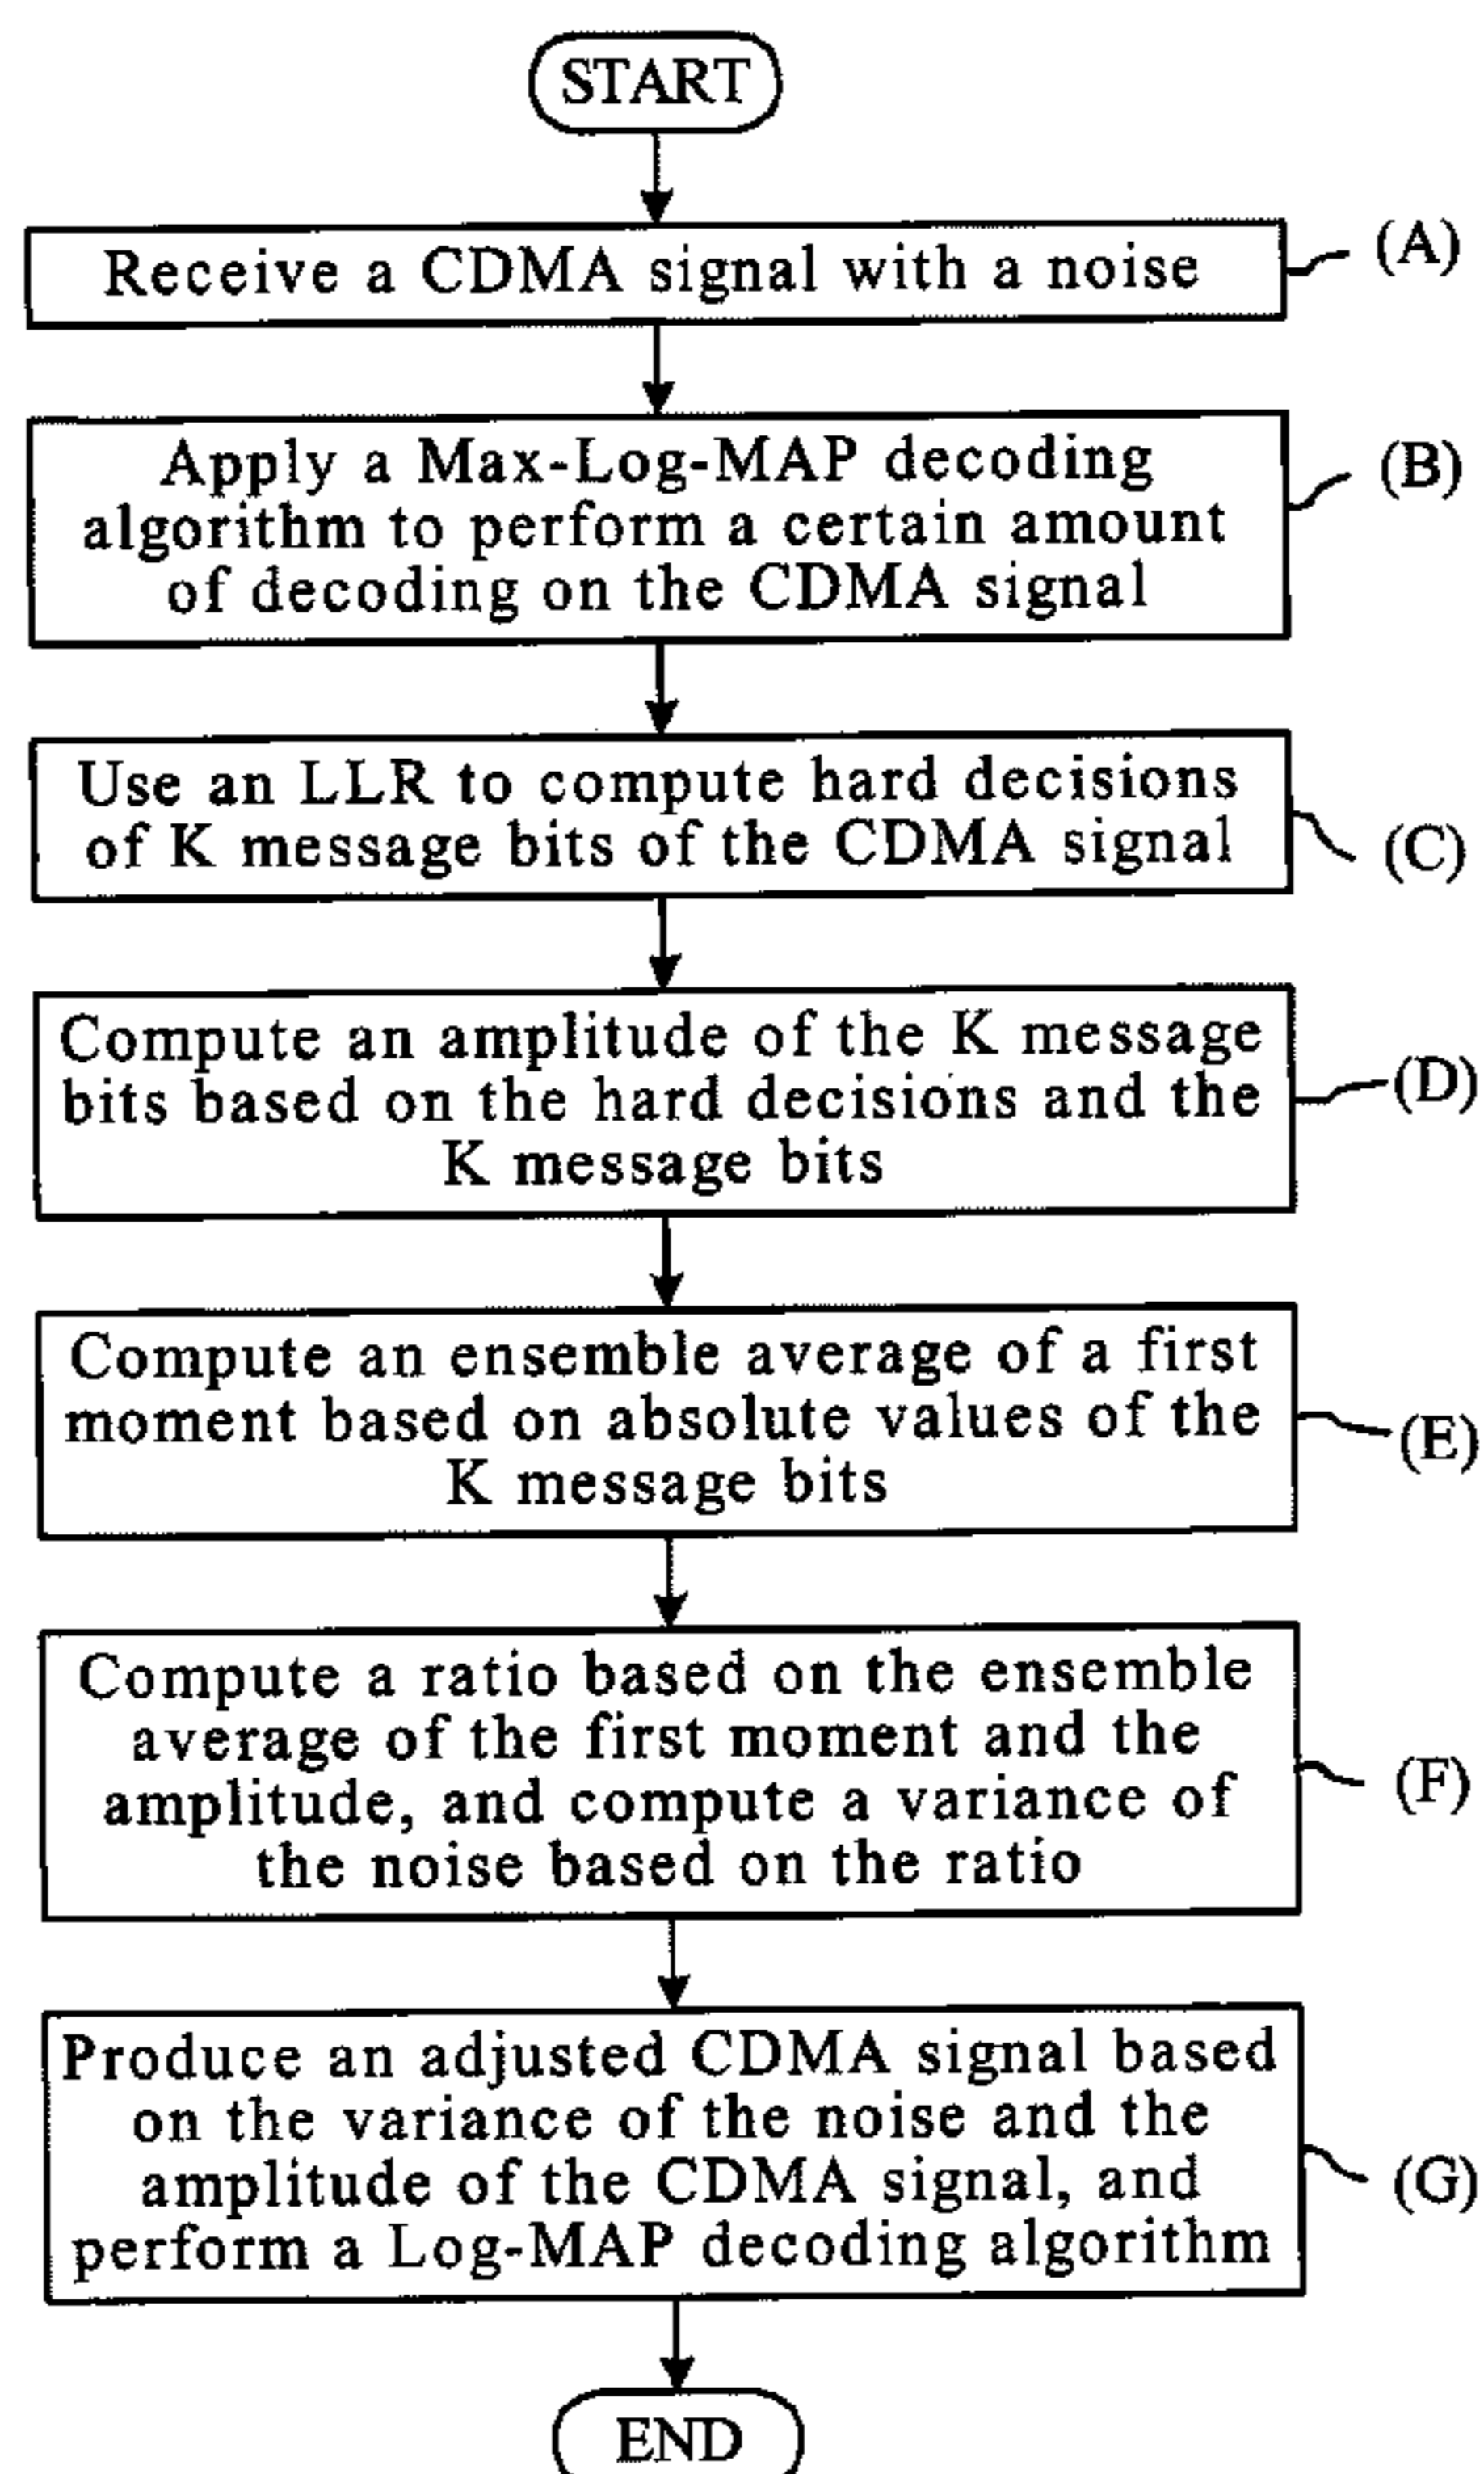 START
Receive a CDMA signal with a noise
(A)
Apply a Max-Log-MAP decoding
algorithm to perform a certain amount
of decoding on the CDMA signal
(B)
Use an LLR to compute hard decisions
of K message bits of the CDMA signal
(C)
Compute an amplitude of the K message
bits based on the hard decisions and the
K message bits
(D)
Compute an ensemble average of a first
moment based on absolute values of the
K message bits
(E)
Compute a ratio based on the ensemble
average of the first moment and the
amplitude, and compute a variance of
the noise based on the ratio
(F)
Produce an adjusted CDMA signal based
on the variance of the noise and the
amplitude of the CDMA signal, and
perform a Log-MAP decoding algorithm
(G)
END